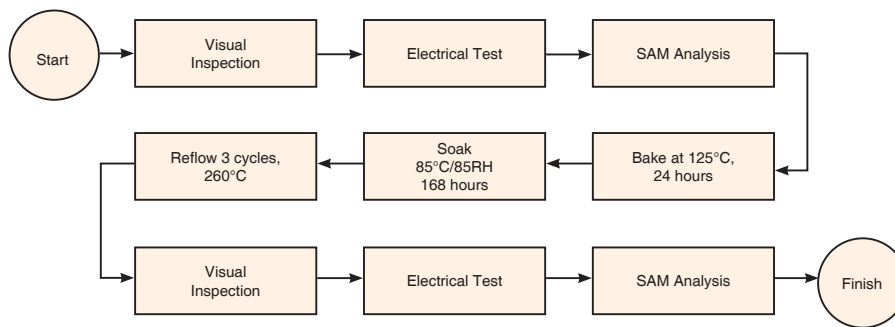 Start
Visual
Inspection
Electrical Test
SAM Analysis
Bake at 125°C,
24 hours
Soak
85°C/85RH
168 hours
Reflow 3 cycles,
260°C
Visual
Inspection
Electrical Test
SAM Analysis
Finish